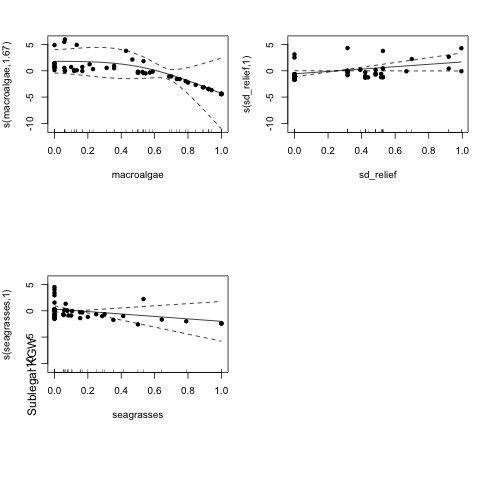 s(macroalgae,1.67)
5
0
-5
-10
0.0 0.2 0.4 0.6 0.8 1.0
macroalgae
s(sd_relief,1)
5
0
-5
-10
0.0 0.2 0.4 0.6 0.8 1.0
sd_relief
s(seagrasses,1)
5
0
-5
-10
0.0 0.2 0.4 0.6 0.8 1.0
seagrasses
Sublegal KGW